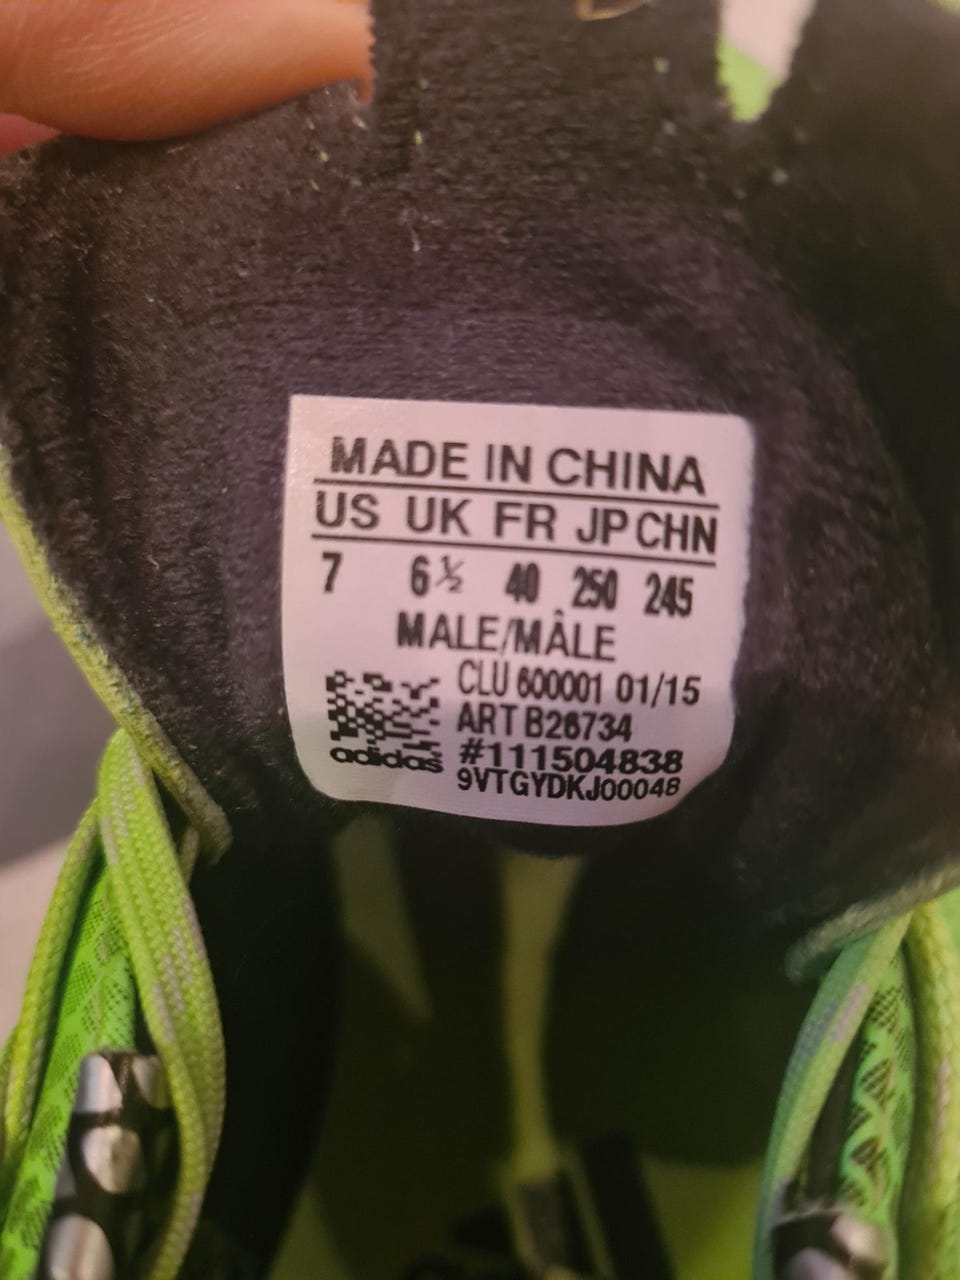 MADE IN CHINA
US UK FR JP CHN
7 6½ 40 250 245
MALE/MÂLE
CLU 600001 01/15
ART B26734
adidas #111504838
9VTGYDKJ00048